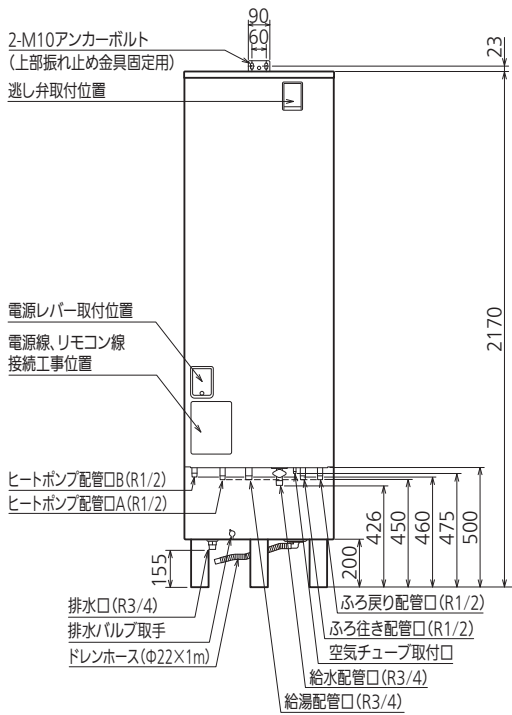 90
60
23
2-M10アンカーボルト
(上部振れ止め金具固定用)
逃し弁取付位置
2170
電源レバー取付位置
電源線、リモコン線
接続工事位置
ヒートポンプ配管口B(R1/2)
ヒートポンプ配管口A(R1/2)
155
200
426
450
460
475
500
排水口(R3/4)
排水バルブ取手
ドレンホース(Φ22×1m)
ふろ戻り配管口(R1/2)
ふろ往き配管口(R1/2)
空気チューブ取付口
給水配管口(R3/4)
給湯配管口(R3/4)